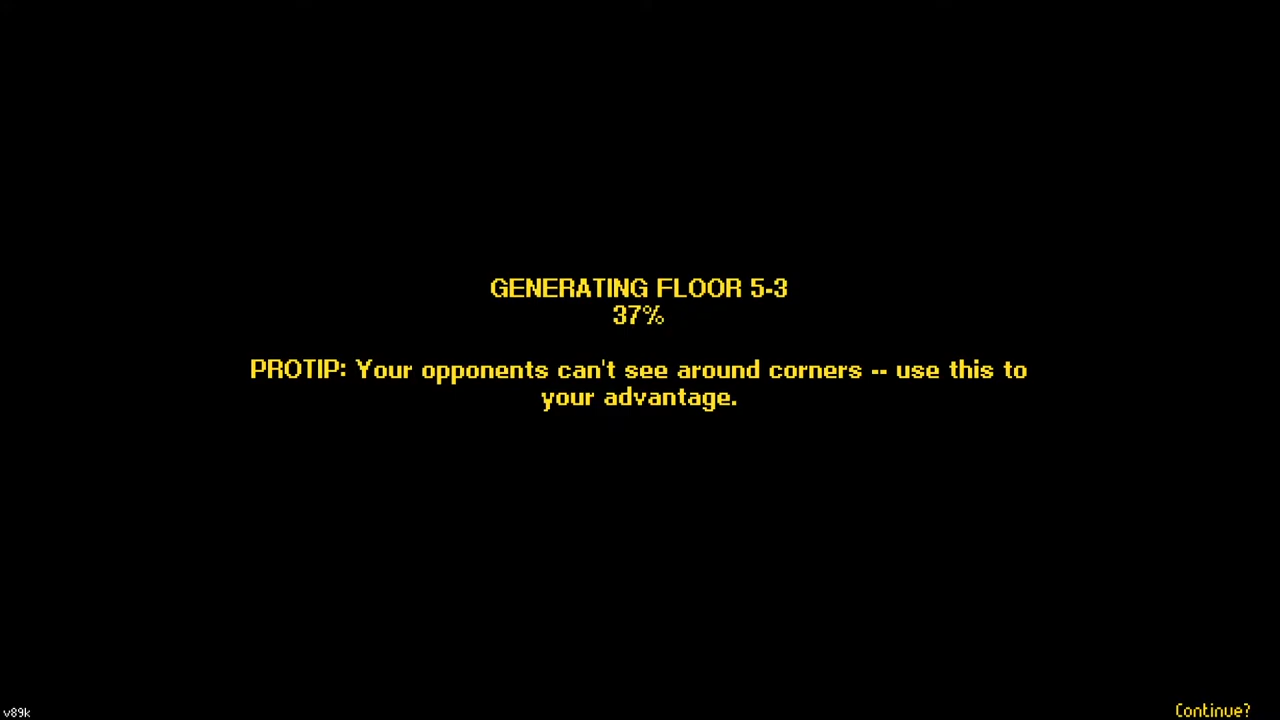 GENERATING FLOOR 5-3
37%
PROTIP: Your opponents can't see around corners -- use this to
your advantage.
v89k
Continue?